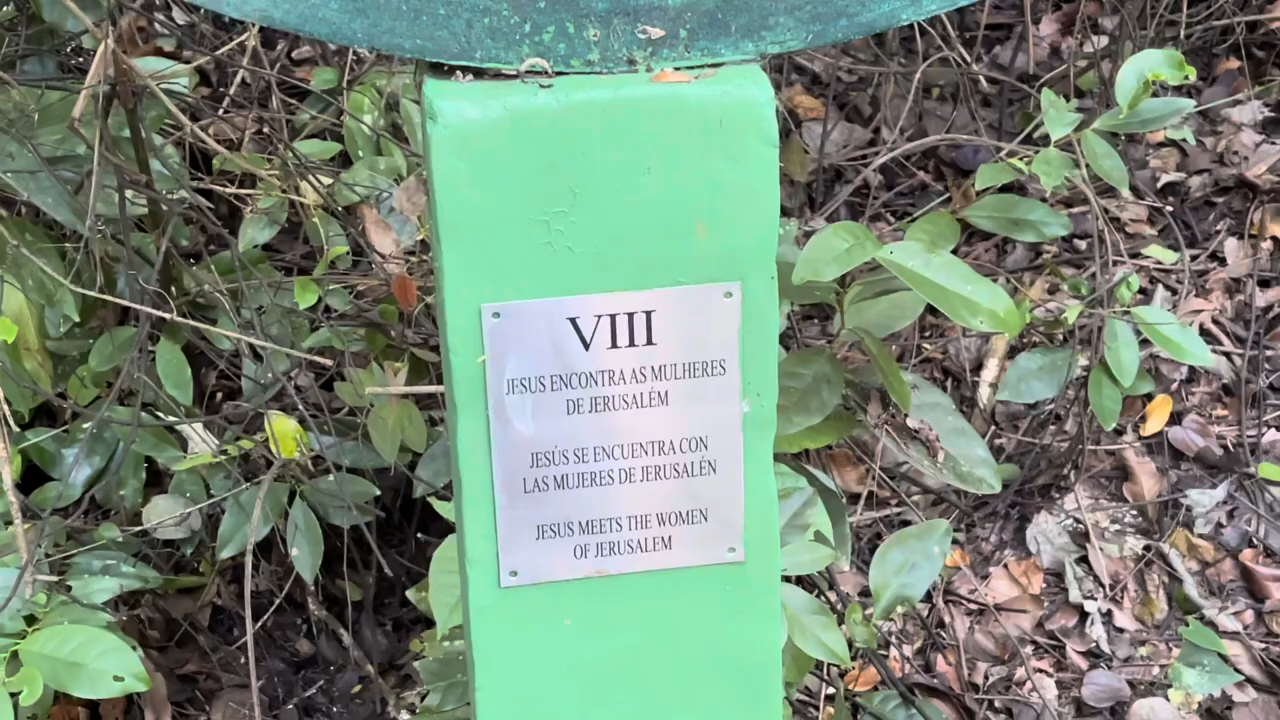 VIII
JESUS ENCONTRA AS MULHERES
DE JERUSALÉM
JESÚS SE ENCUENTRA CON
LAS MUJERES DE JERUSALÉN
JESUS MEETS THE WOMEN
OF JERUSALEM